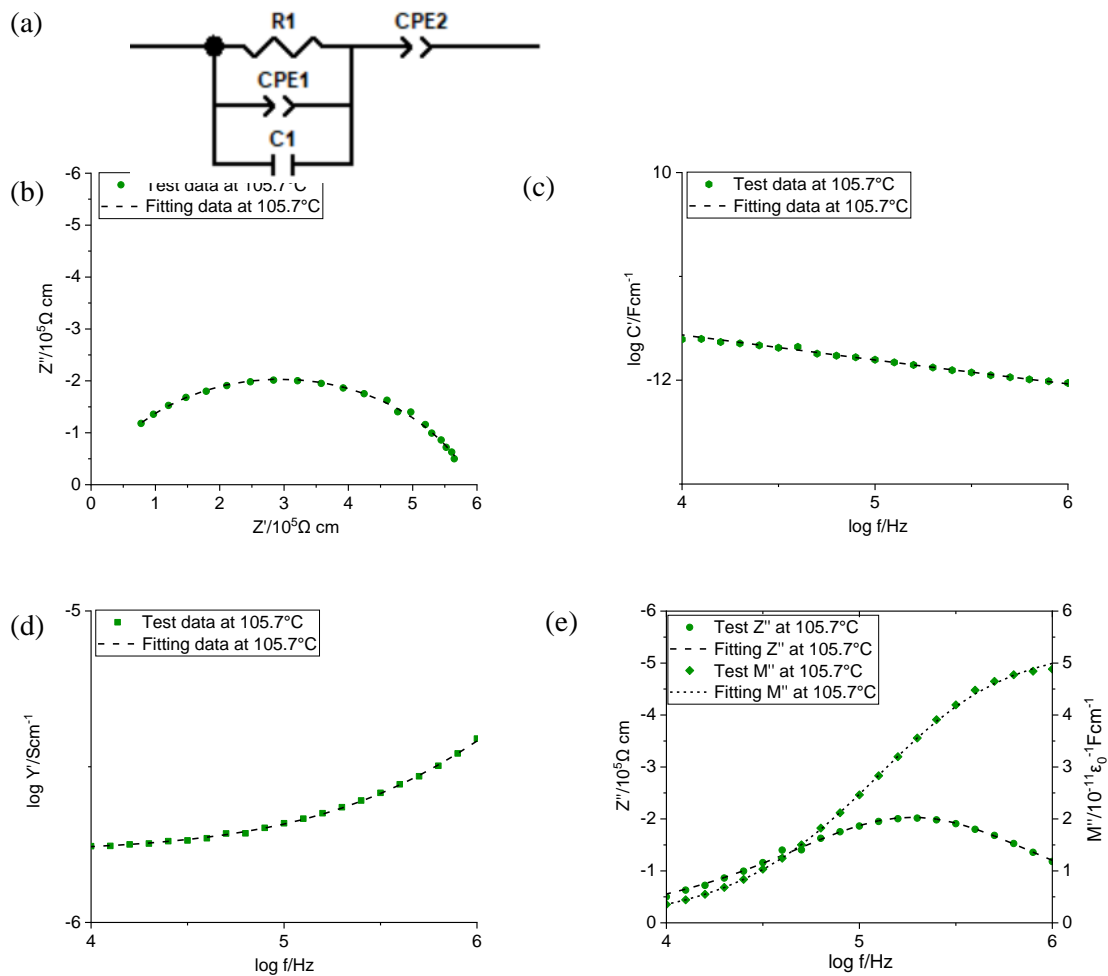 (a)
R1
CPE2
CPE1
C1
(b)
-6
-5
-4
-3
-2
-1
0
Z''/10⁵Ω cm
Test data at 105.7°C
Fitting data at 105.7°C
0 1 2 3 4 5 6
Z'/10⁵Ω cm
(c)
10
-12
log C'/Fcm⁻¹
Test data at 105.7°C
Fitting data at 105.7°C
4 5 6
log f/Hz
(d)
-5
-6
log Y'/Scm⁻¹
Test data at 105.7°C
Fitting data at 105.7°C
4 5 6
log f/Hz
(e)
-6
-5
-4
-3
-2
-1
0
Z''/10⁵Ω cm
Test Z'' at 105.7°C
Fitting Z'' at 105.7°C
Test M'' at 105.7°C
Fitting M'' at 105.7°C
6
5
4
3
2
1
0
M''/10⁻¹¹ε₀⁻¹Fcm⁻¹
4 5 6
log f/Hz